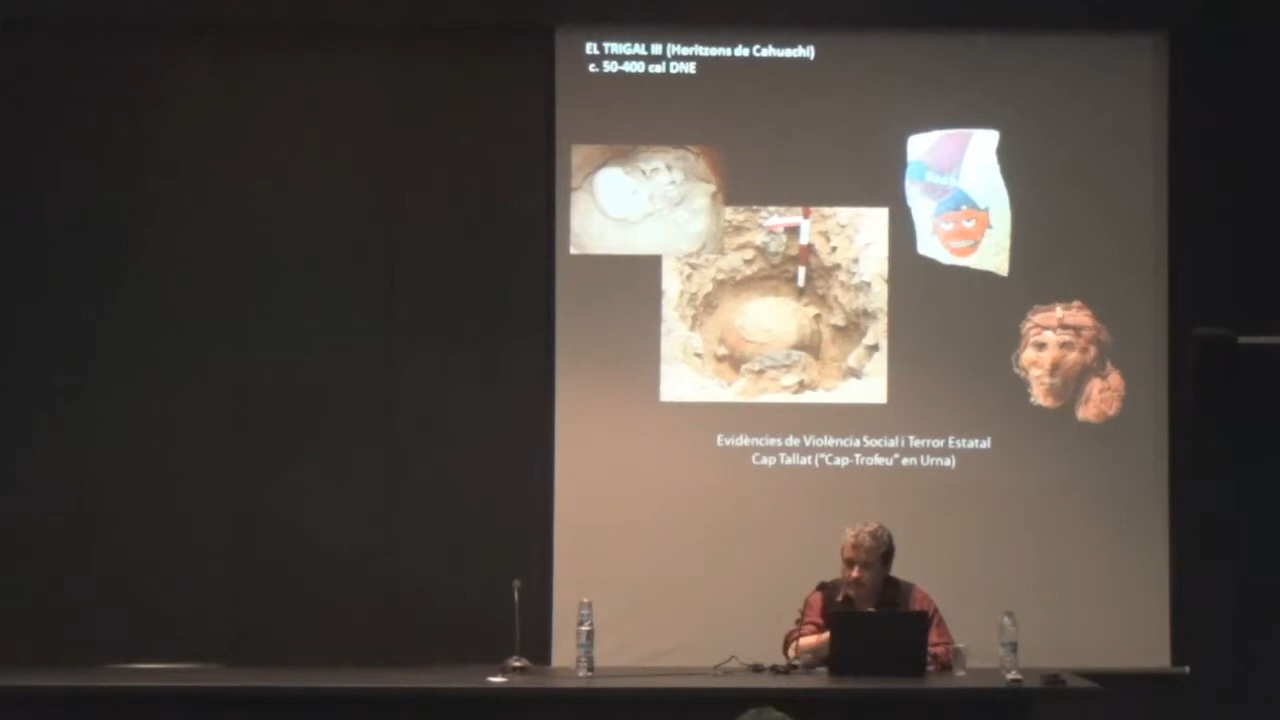 EL TRIGAL III (Horitzons de Cahuachi)
c. 50-400 cal DNE
Evidències de Violència Social i Terror Estatal
Cap Tallat ("Cap-Trofeu" en Urna)